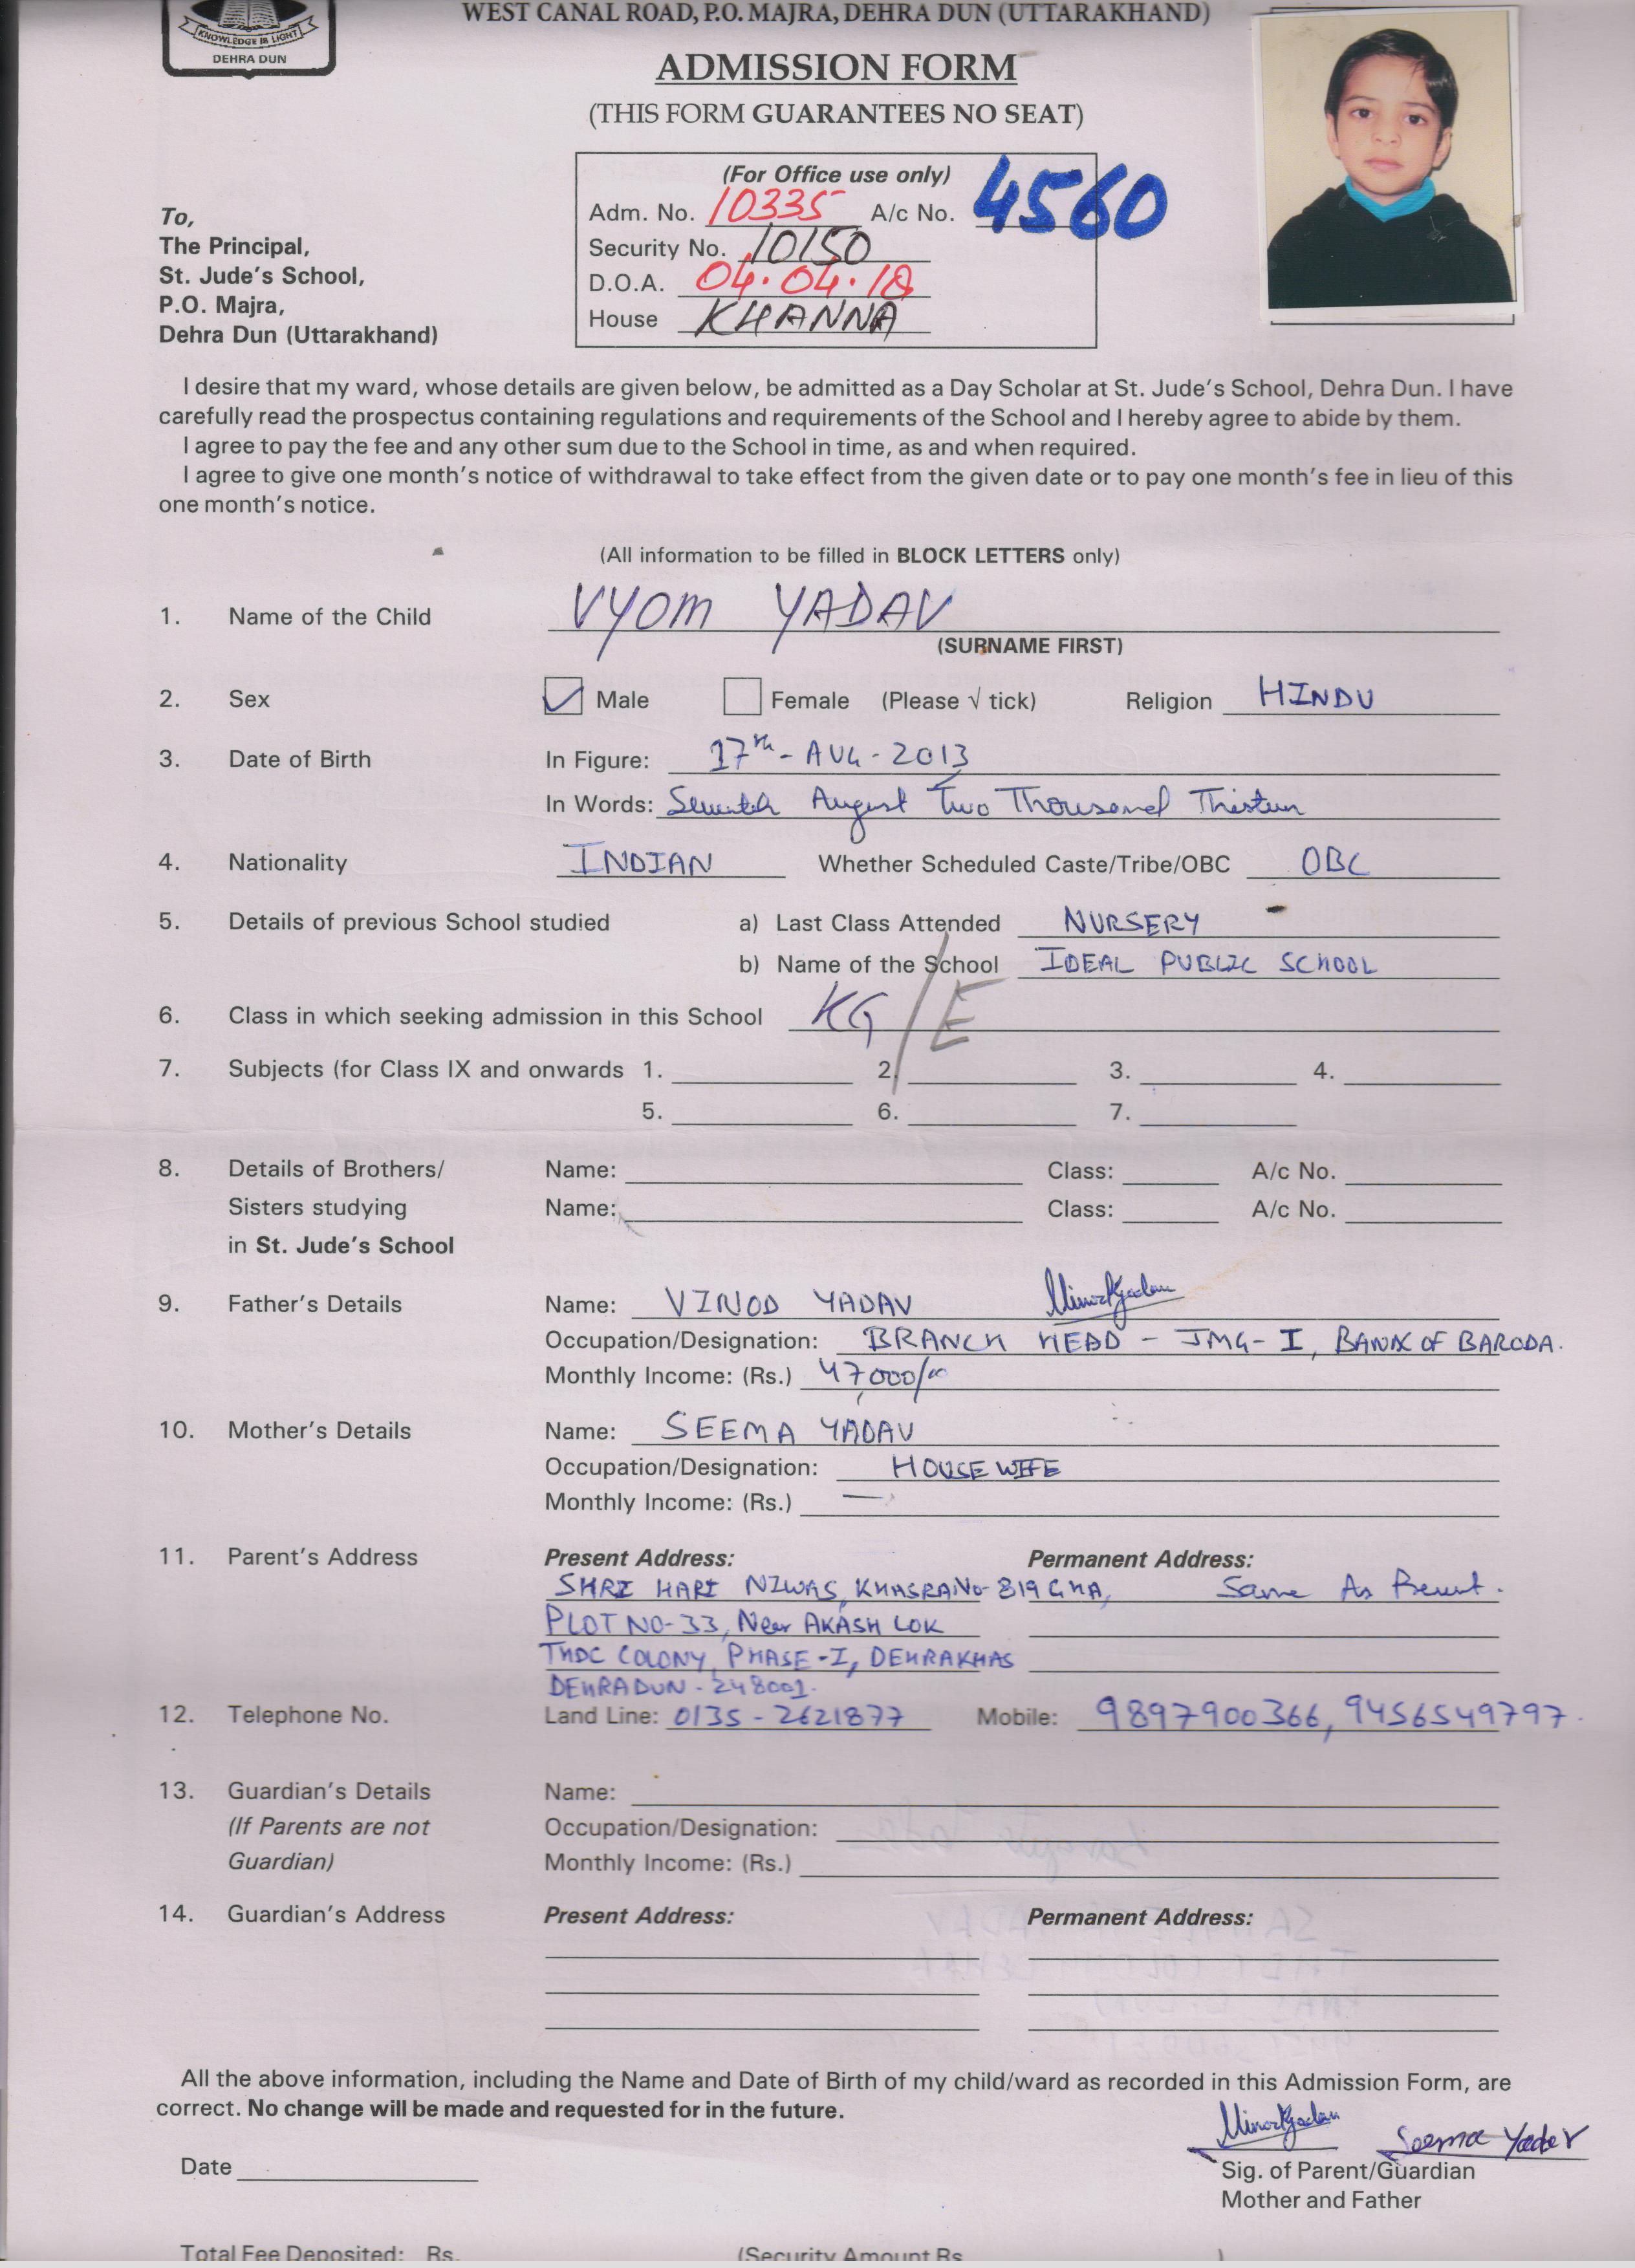 WEST CANAL ROAD, P.O. MAJRA, DEHRA DUN (UTTARAKHAND)
KNOWLEDGE IS LIGHT
DEHRA DUN
ADMISSION FORM
(THIS FORM GUARANTEES NO SEAT)
(For Office use only)
Adm. No. 10335 A/c No. 4560
Security No. 10150
D.O.A. 04.04.18
House KHANNA
To,
The Principal,
St. Jude's School,
P.O. Majra,
Dehra Dun (Uttarakhand)
I desire that my ward, whose details are given below, be admitted as a Day Scholar at St. Jude's School, Dehra Dun. I have
carefully read the prospectus containing regulations and requirements of the School and I hereby agree to abide by them.
I agree to pay the fee and any other sum due to the School in time, as and when required.
I agree to give one month's notice of withdrawal to take effect from the given date or to pay one month's fee in lieu of this
one month's notice.
(All information to be filled in BLOCK LETTERS only)
1. Name of the Child VYOM YADAV
(SURNAME FIRST)
2. Sex Male Female (Please √ tick) Religion HINDU
3. Date of Birth In Figure: 17th - AUG - 2013
In Words: August Two Thousand
4. Nationality INDIAN Whether Scheduled Caste/Tribe/OBC OBC
5. Details of previous School studied a) Last Class Attended NURSERY
b) Name of the School IDEAL PUBLIC SCHOOL
6. Class in which seeking admission in this School KG/E
7. Subjects (for Class IX and onwards 1. 2. 3. 4.
5. 6. 7.
8. Details of Brothers/ Name: Class: A/c No.
Sisters studying Name: Class: A/c No.
in St. Jude's School
9. Father's Details Name: VINOD YADAV
Occupation/Designation: BRANCH HEAD - JMG-I, BANK OF BARODA.
Monthly Income: (Rs.) 47,000/00
10. Mother's Details Name: SEEMA YADAV
Occupation/Designation: HOUSE WIFE
Monthly Income: (Rs.) —
11. Parent's Address Present Address: Permanent Address:
SHRI HARI NIWAS, KHASRA NO- 819 GHA, Same As Present.
PLOT NO-33, Near AKASH LOK
THDC COLONY, PHASE-I, DEHRAKHAS
DEHRADUN - 248001.
12. Telephone No. Land Line: 0135 - 2621877 Mobile: 9897900366, 9456549797.
13. Guardian's Details Name:
(If Parents are not Occupation/Designation:
Guardian) Monthly Income: (Rs.)
14. Guardian's Address Present Address: Permanent Address:
All the above information, including the Name and Date of Birth of my child/ward as recorded in this Admission Form, are
correct. No change will be made and requested for in the future.
Seema Yadav
Date Sig. of Parent/Guardian
Mother and Father
Total Fee Deposited: Rs. (Security Amount Rs. )